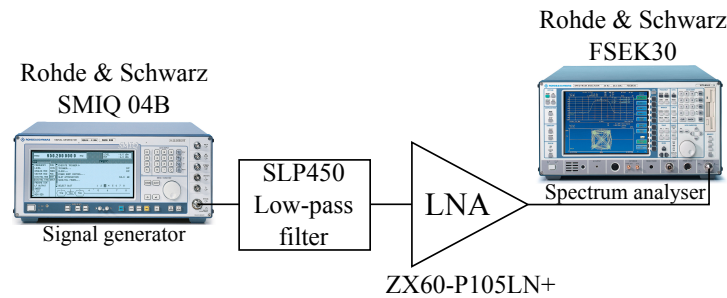 Rohde & Schwarz
FSEK30
Rohde & Schwarz
SMIQ 04B
SLP450
Low-pass
filter
LNA
Spectrum analyser
Signal generator
ZX60-P105LN+